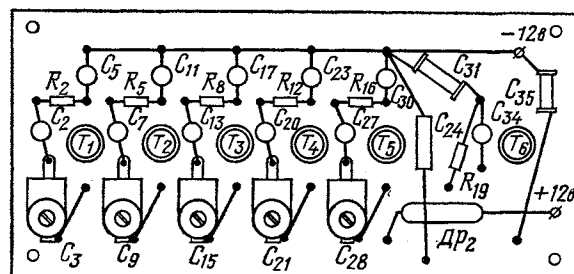 –12в
C5 C11 C17 C23 C31
R2 R5 R8 R12 R16 C30 C35
C2 C7 C13 C20 C27 C24 C34
T1 T2 T3 T4 T5 T6
R19
+12в
C3 C9 C15 C21 C28 ДР2